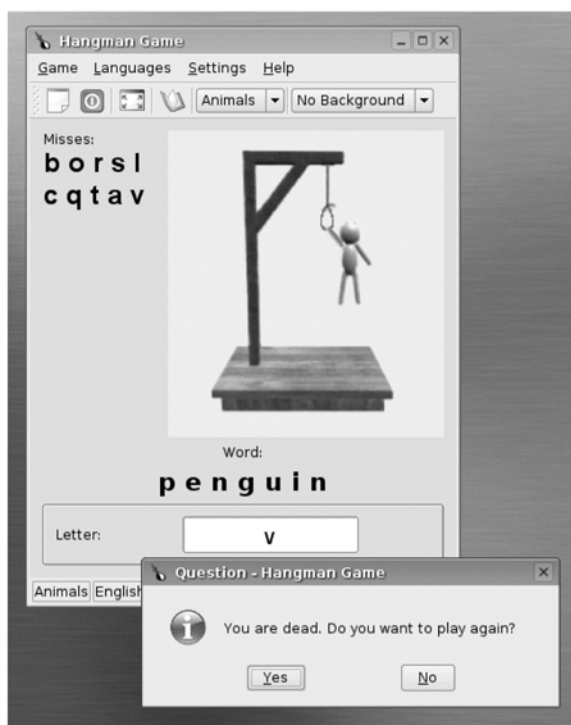 Hangman Game
Game Languages Settings Help
Animals No Background
Misses:
b o r s l
c q t a v
Word:
p e n g u i n
Letter: v
Animals English
Question - Hangman Game
You are dead. Do you want to play again?
Yes No